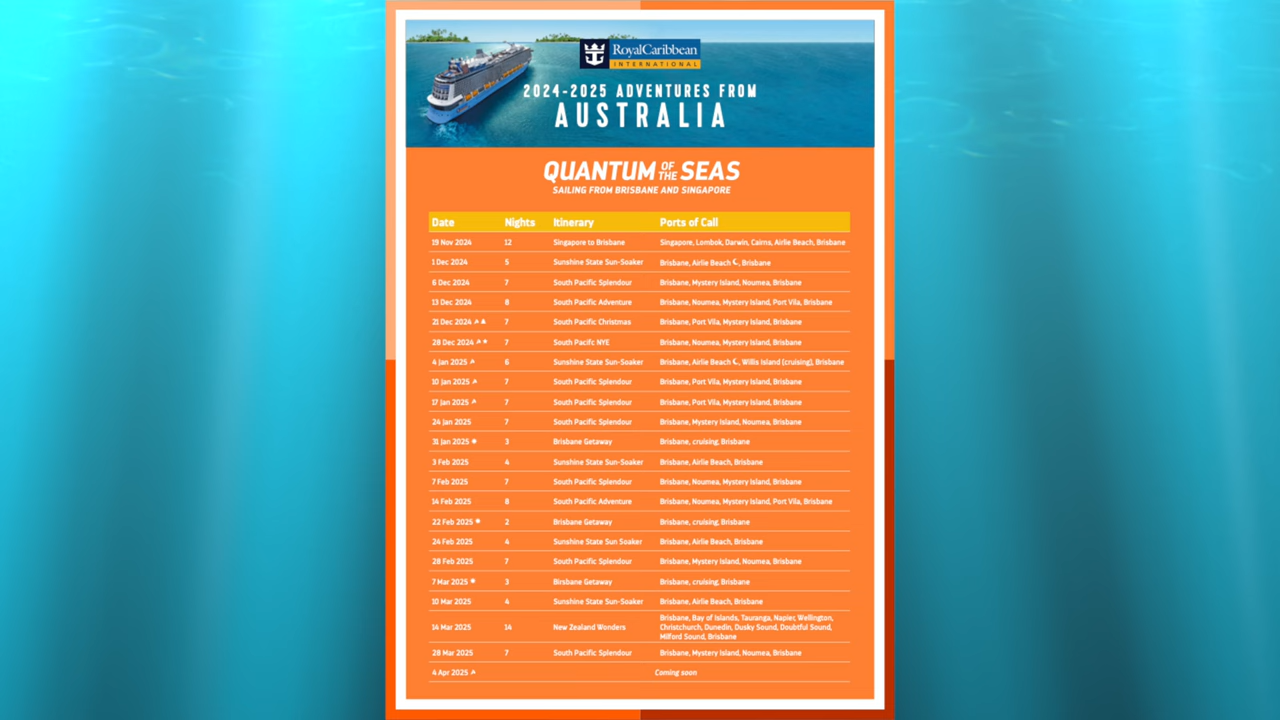 RoyalCaribbean
INTERNATIONAL
2024-2025 ADVENTURES FROM
AUSTRALIA
QUANTUM OF THE SEAS
SAILING FROM BRISBANE AND SINGAPORE
Date Nights Itinerary Ports of Call
19 Nov 2024 12 Singapore to Brisbane Singapore, Lombok, Darwin, Cairns, Airlie Beach, Brisbane
1 Dec 2024 5 Sunshine State Sun-Soaker Brisbane, Airlie Beach ☾, Brisbane
6 Dec 2024 7 South Pacific Splendour Brisbane, Mystery Island, Noumea, Brisbane
13 Dec 2024 8 South Pacific Adventure Brisbane, Noumea, Mystery Island, Port Vila, Brisbane
21 Dec 2024 7 South Pacific Christmas Brisbane, Port Vila, Mystery Island, Brisbane
28 Dec 2024 7 South Pacifc NYE Brisbane, Noumea, Mystery Island, Brisbane
4 Jan 2025 6 Sunshine State Sun-Soaker Brisbane, Airlie Beach ☾, Willis Island (cruising), Brisbane
10 Jan 2025 7 South Pacific Splendour Brisbane, Port Vila, Mystery Island, Brisbane
17 Jan 2025 7 South Pacific Splendour Brisbane, Port Vila, Mystery Island, Brisbane
24 Jan 2025 7 South Pacific Splendour Brisbane, Mystery Island, Noumea, Brisbane
31 Jan 2025 3 Brisbane Getaway Brisbane, cruising, Brisbane
3 Feb 2025 4 Sunshine State Sun-Soaker Brisbane, Airlie Beach, Brisbane
7 Feb 2025 7 South Pacific Splendour Brisbane, Noumea, Mystery Island, Brisbane
14 Feb 2025 8 South Pacific Adventure Brisbane, Noumea, Mystery Island, Port Vila, Brisbane
22 Feb 2025 2 Brisbane Getaway Brisbane, cruising, Brisbane
24 Feb 2025 4 Sunshine State Sun Soaker Brisbane, Airlie Beach, Brisbane
28 Feb 2025 7 South Pacific Splendour Brisbane, Mystery Island, Noumea, Brisbane
7 Mar 2025 3 Birsbane Getaway Brisbane, cruising, Brisbane
10 Mar 2025 4 Sunshine State Sun-Soaker Brisbane, Airlie Beach, Brisbane
14 Mar 2025 14 New Zealand Wonders Brisbane, Bay of Islands, Tauranga, Napier, Wellington,
Christchurch, Dunedin, Dusky Sound, Doubtful Sound,
Milford Sound, Brisbane
28 Mar 2025 7 South Pacific Splendour Brisbane, Mystery Island, Noumea, Brisbane
4 Apr 2025 Coming soon